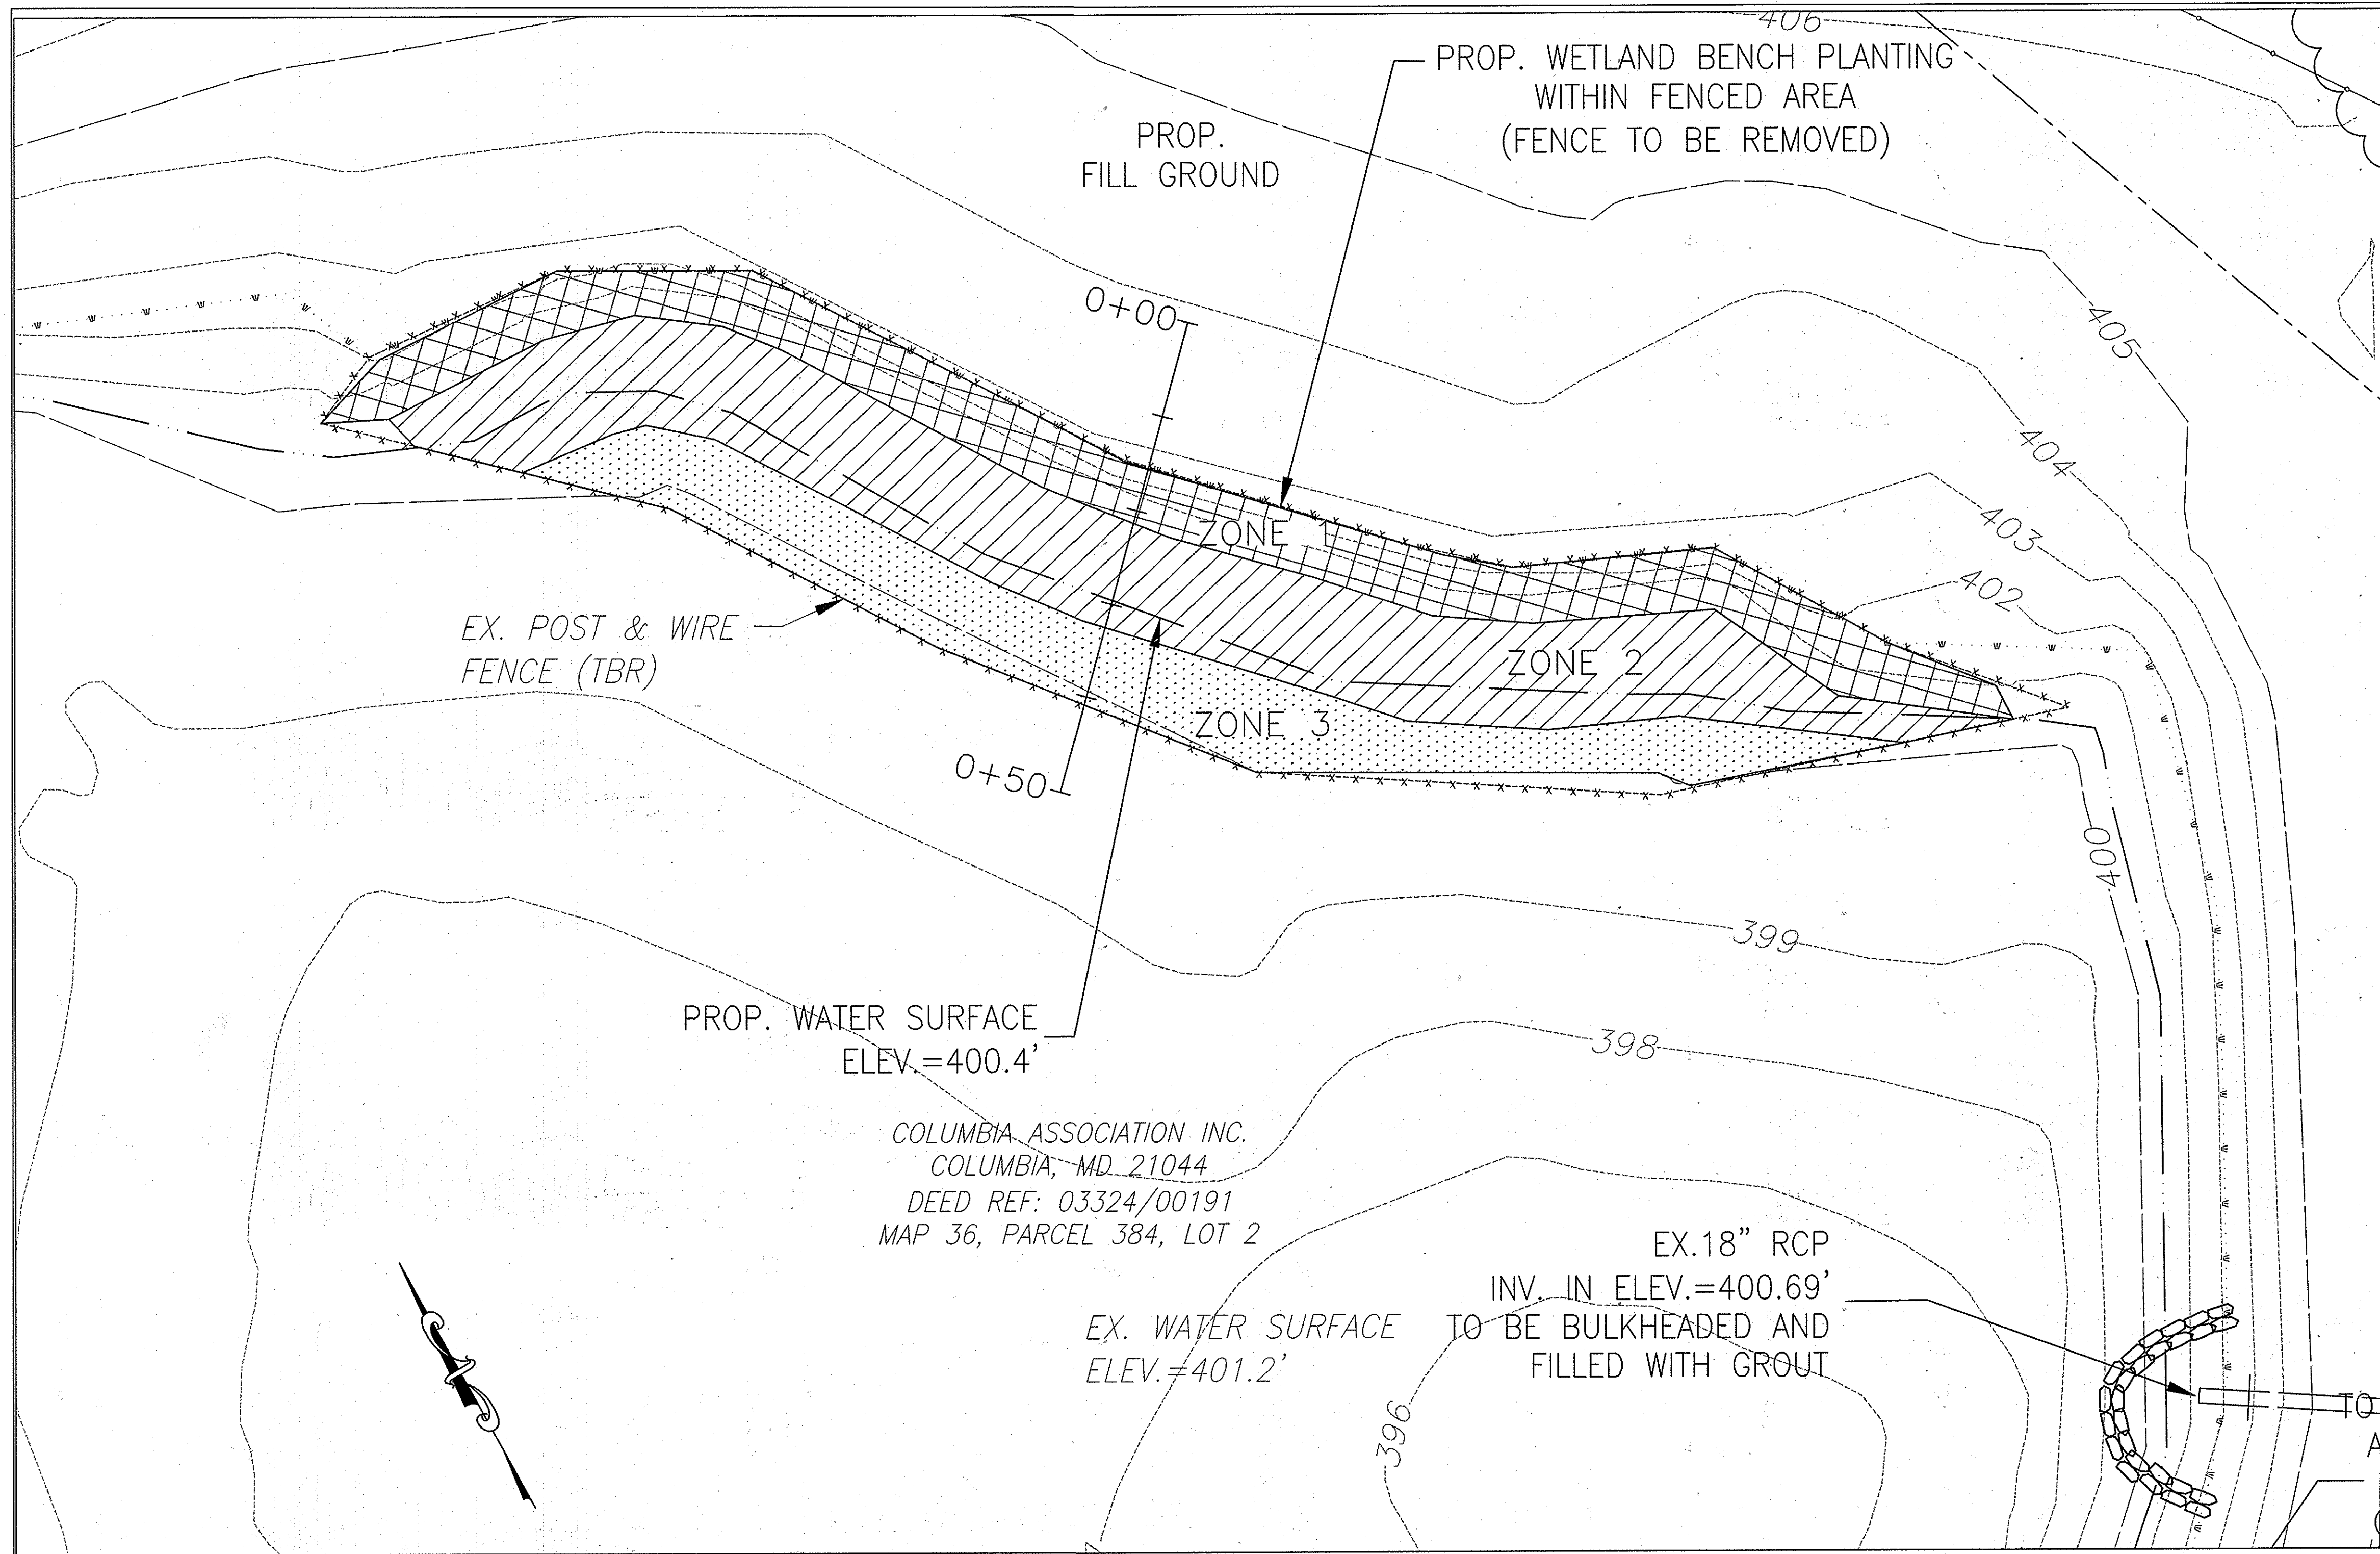 406
PROP. WETLAND BENCH PLANTING
WITHIN FENCED AREA
(FENCE TO BE REMOVED)
PROP.
FILL GROUND
0+00
405
404
403
402
ZONE 1
ZONE 2
ZONE 3
EX. POST & WIRE
FENCE (TBR)
0+50
400
399
PROP. WATER SURFACE
ELEV.=400.4'
398
COLUMBIA ASSOCIATION INC.
COLUMBIA, MD 21044
DEED REF: 03324/00191
MAP 36, PARCEL 384, LOT 2
EX.18" RCP
INV. IN ELEV.=400.69'
TO BE BULKHEADED AND
FILLED WITH GROUT
EX. WATER SURFACE
ELEV.=401.2'
396
TO
A